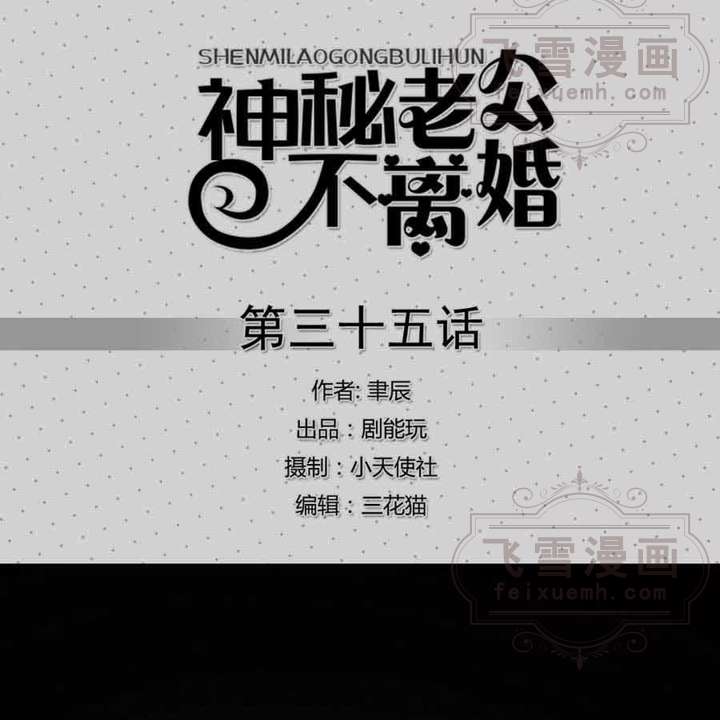 SHENMILAOGONGBULIHUN
神秘老公
不离婚
第三十五话
作者: 聿辰
出品：剧能玩
摄制：小天使社
编辑：三花猫
飞雪漫画
feixuemh.com
飞雪漫画
feixuemh.com